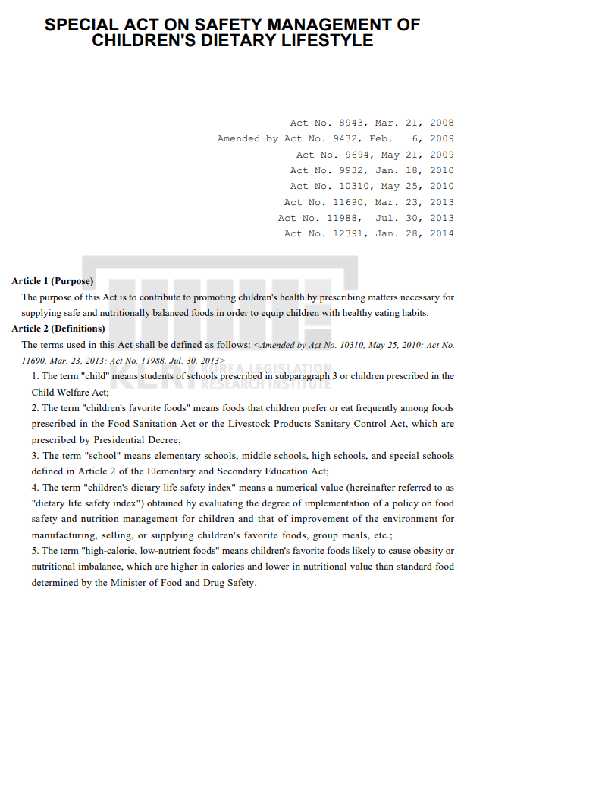 SPECIAL ACT ON SAFETY MANAGEMENT OF
CHILDREN'S DIETARY LIFESTYLE
Act No. 8943, Mar. 21, 2008
Amended by Act No. 9432, Feb. 6, 2009
Act No. 9694, May 21, 2009
Act No. 9932, Jan. 18, 2010
Act No. 10310, May 25, 2010
Act No. 11690, Mar. 23, 2013
Act No. 11988, Jul. 30, 2013
Act No. 12391, Jan. 28, 2014
Article 1 (Purpose)
The purpose of this Act is to contribute to promoting children's health by prescribing matters necessary for
supplying safe and nutritionally balanced foods in order to equip children with healthy eating habits.
Article 2 (Definitions)
The terms used in this Act shall be defined as follows: <Amended by Act No. 10310, May 25, 2010; Act No.
11690, Mar. 23, 2013; Act No. 11988, Jul. 30, 2013>
KLRI KOREA LEGISLATION
RESEARCH INSTITUTE
1. The term "child" means students of schools prescribed in subparagraph 3 or children prescribed in the
Child Welfare Act;
2. The term "children's favorite foods" means foods that children prefer or eat frequently among foods
prescribed in the Food Sanitation Act or the Livestock Products Sanitary Control Act, which are
prescribed by Presidential Decree;
3. The term "school" means elementary schools, middle schools, high schools, and special schools
defined in Article 2 of the Elementary and Secondary Education Act;
4. The term "children's dietary life safety index" means a numerical value (hereinafter referred to as
"dietary life safety index") obtained by evaluating the degree of implementation of a policy on food
safety and nutrition management for children and that of improvement of the environment for
manufacturing, selling, or supplying children's favorite foods, group meals, etc.;
5. The term "high-calorie, low-nutrient foods" means children's favorite foods likely to cause obesity or
nutritional imbalance, which are higher in calories and lower in nutritional value than standard food
determined by the Minister of Food and Drug Safety.